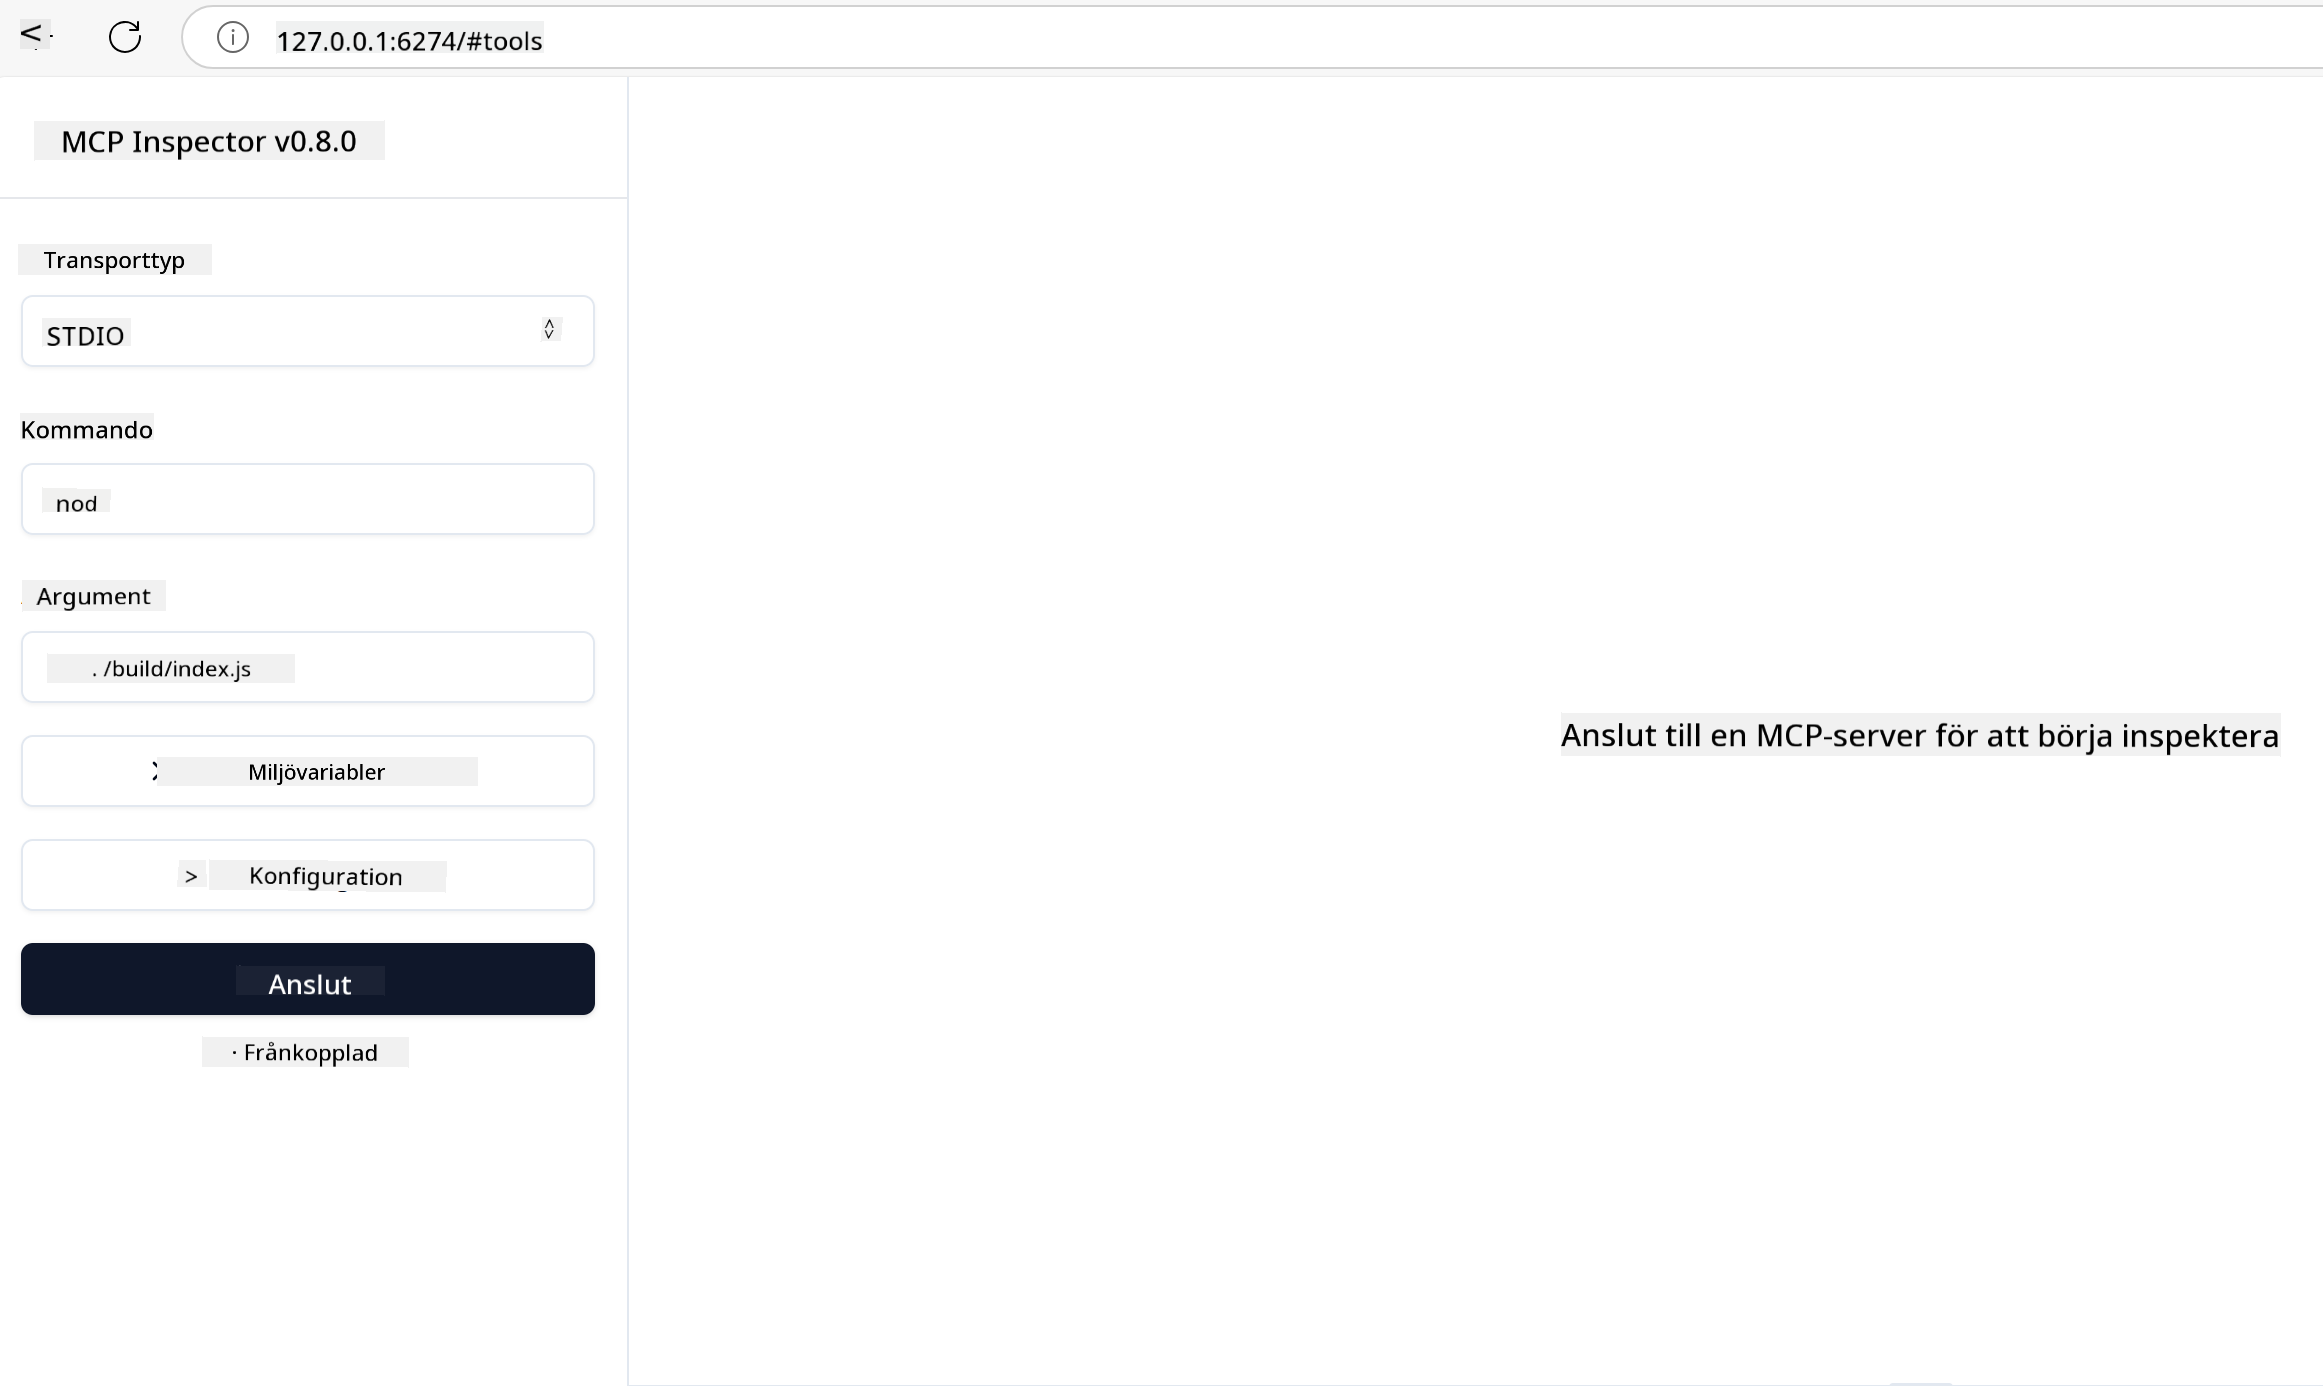 127.0.0.1:6274/#tools
MCP Inspector v0.8.0
Transporttyp
STDIO
Kommando
nod
Argument
. /build/index.js
Miljövariabler
> Konfiguration
Anslut
· Frånkopplad
Anslut till en MCP-server för att börja inspektera